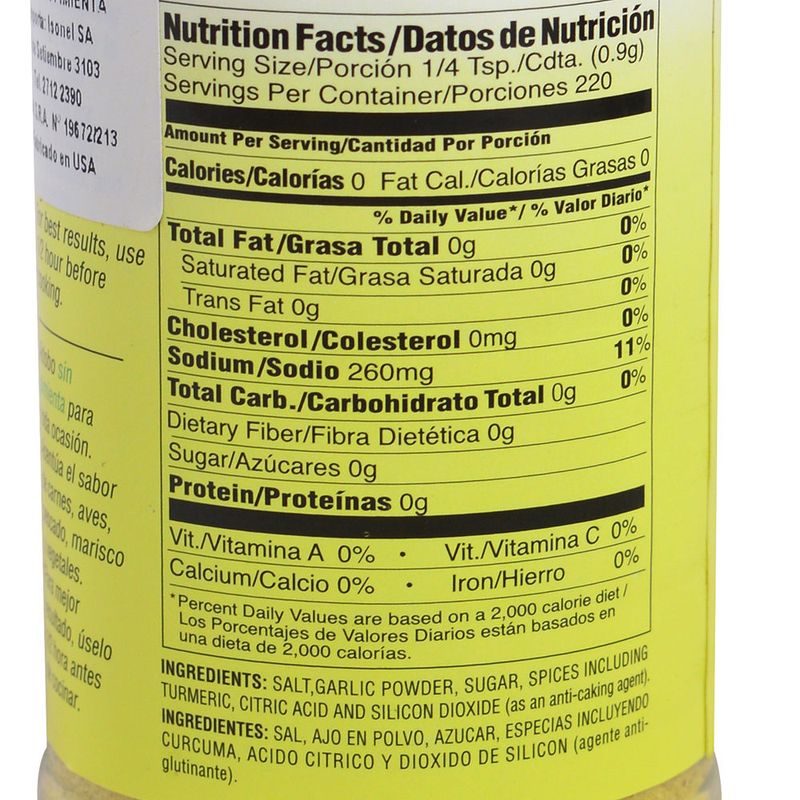 PIMIENTA
Isonel SA
Setiembre 3103
Tel 2712 2390
Nº 19672/213
en USA
best results, use
hour before
sin
para
ocasión.
el sabor
carnes, aves,
marisco
mejor
úselo
hora antes
Nutrition Facts/Datos de Nutrición
Serving Size/Porción 1/4 Tsp./Cdta. (0.9g)
Servings Per Container/Porciones 220
Amount Per Serving/Cantidad Por Porción
Calories/Calorías 0 Fat Cal./Calorías Grasas 0
% Daily Value*/ % Valor Diario*
Total Fat/Grasa Total 0g 0%
Saturated Fat/Grasa Saturada 0g 0%
Trans Fat 0g 0%
Cholesterol/Colesterol 0mg 0%
Sodium/Sodio 260mg 11%
Total Carb./Carbohidrato Total 0g 0%
Dietary Fiber/Fibra Dietética 0g
Sugar/Azúcares 0g
Protein/Proteínas 0g
Vit./Vitamina A 0% • Vit./Vitamina C 0%
Calcium/Calcio 0% • Iron/Hierro 0%
*Percent Daily Values are based on a 2,000 calorie diet /
Los Porcentajes de Valores Diarios están basados en
una dieta de 2,000 calorías.
INGREDIENTS: SALT,GARLIC POWDER, SUGAR, SPICES INCLUDING
TURMERIC, CITRIC ACID AND SILICON DIOXIDE (as an anti-caking agent).
INGREDIENTES: SAL, AJO EN POLVO, AZUCAR, ESPECIAS INCLUYENDO
CURCUMA, ACIDO CITRICO Y DIOXIDO DE SILICON (agente anti-
glutinante).